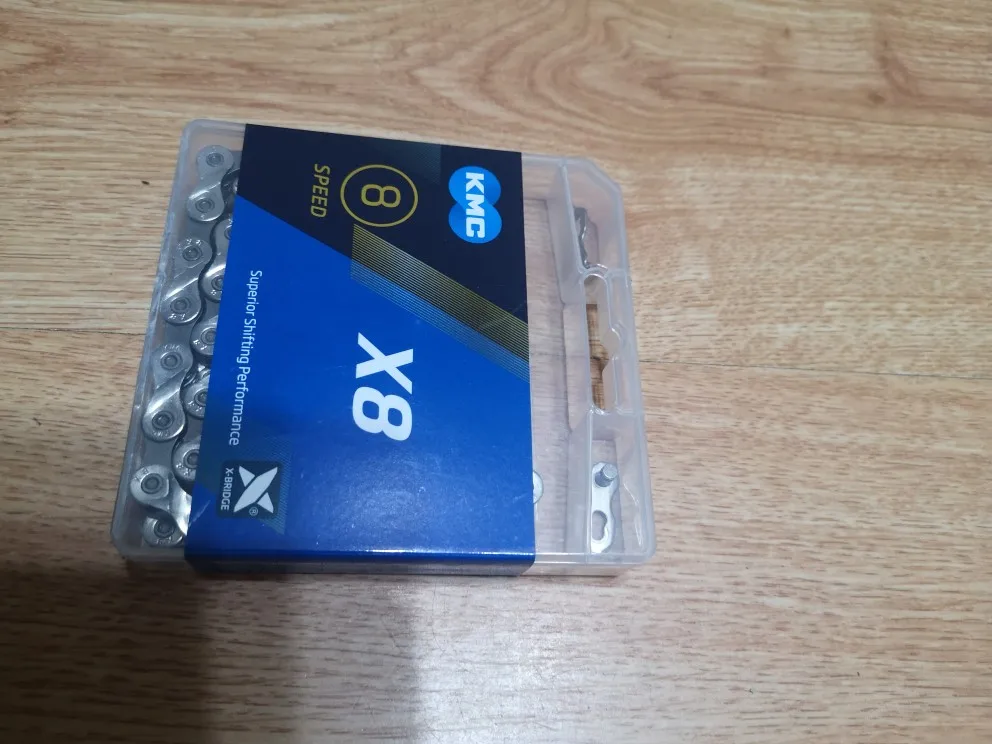 KMC
8
SPEED
X8
Superior Shifting Performance
X-BRIDGE
®